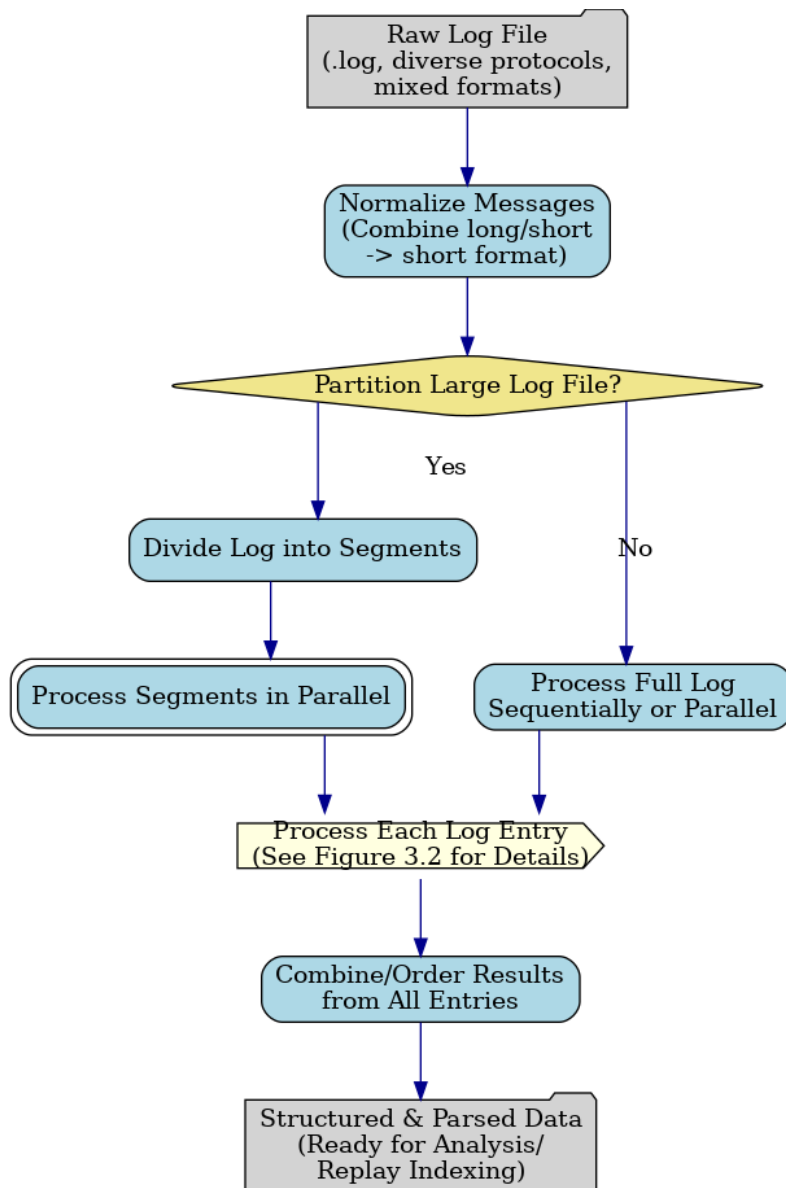 Raw Log File
(.log, diverse protocols,
mixed formats)
Normalize Messages
(Combine long/short
-> short format)
Partition Large Log File?
Yes
Divide Log into Segments
No
Process Segments in Parallel
Process Full Log
Sequentially or Parallel
Process Each Log Entry
(See Figure 3.2 for Details)
Combine/Order Results
from All Entries
Structured & Parsed Data
(Ready for Analysis/
Replay Indexing)